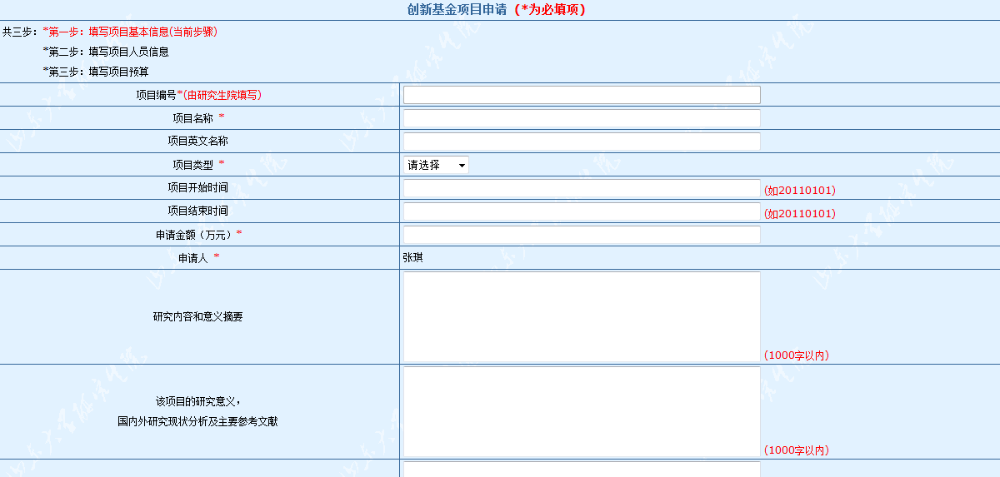 创新基金项目申请 (*为必填项)
共三步: *第一步: 填写项目基本信息(当前步骤)
*第二步: 填写项目人员信息
*第三步: 填写项目预算
项目编号*(由研究生院填写)
项目名称 *
项目英文名称
项目类型 * 请选择
项目开始时间 (如20110101)
项目结束时间 (如20110101)
申请金额（万元）*
申请人 * 张琪
研究内容和意义摘要
(1000字以内)
该项目的研究意义，
国内外研究现状分析及主要参考文献
(1000字以内)